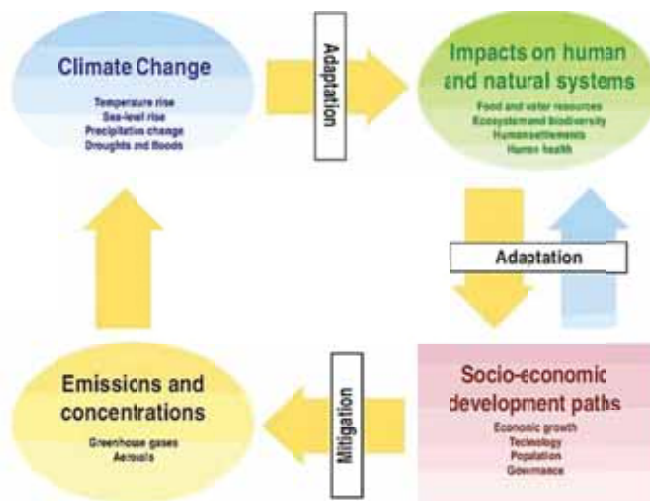 Climate Change
Temperature rise
Sea-level rise
Precipitation change
Droughts and floods
Adaptation
Impacts on human
and natural systems
Food and water resources
Ecosystem and biodiversity
Human settlements
Human health
Adaptation
Emissions and
concentrations
Greenhouse gases
Aerosols
Mitigation
Socio-economic
development paths
Economic growth
Technology
Population
Governance